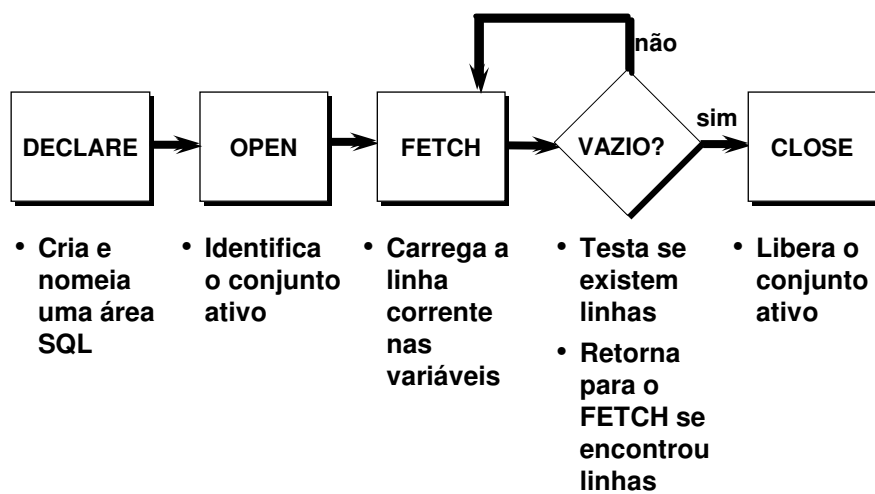 não
DECLARE
OPEN
FETCH
VAZIO?
sim
CLOSE
• Cria e
nomeia
uma área
SQL
• Identifica
o conjunto
ativo
• Carrega a
linha
corrente
nas
variáveis
• Testa se
existem
linhas
• Retorna
para o
FETCH se
encontrou
linhas
• Libera o
conjunto
ativo